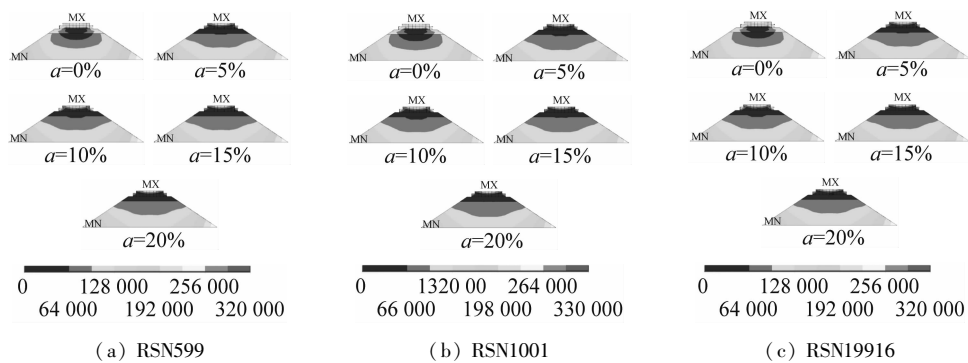 MX
MN
a=0%
MX
a=5%
MX
MN
a=10%
MX
a=15%
MX
MN
a=20%
0 128 000 256 000
64 000 192 000 320 000
(a) RSN599
MX
MN
a=0%
MX
a=5%
MX
MN
a=10%
MX
a=15%
MX
MN
a=20%
0 1320 00 264 000
66 000 198 000 330 000
(b) RSN1001
MX
MN
a=0%
MX
a=5%
MX
MN
a=10%
MX
a=15%
MX
MN
a=20%
0 128 000 256 000
64 000 192 000 320 000
(c) RSN19916